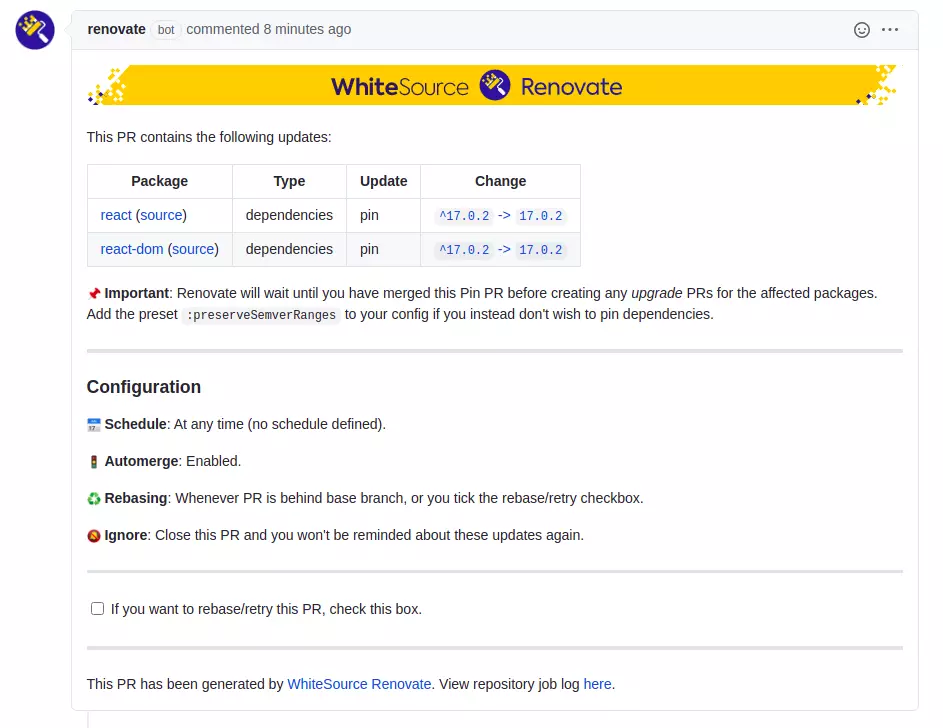 renovate bot commented 8 minutes ago
WhiteSource Renovate
This PR contains the following updates:
Package Type Update Change
react (source) dependencies pin ^17.0.2 -> 17.0.2
react-dom (source) dependencies pin ^17.0.2 -> 17.0.2
📌 Important: Renovate will wait until you have merged this Pin PR before creating any upgrade PRs for the affected packages.
Add the preset :preserveSemverRanges to your config if you instead don't wish to pin dependencies.
Configuration
📅 Schedule: At any time (no schedule defined).
🚦 Automerge: Enabled.
♻ Rebasing: Whenever PR is behind base branch, or you tick the rebase/retry checkbox.
🔕 Ignore: Close this PR and you won't be reminded about these updates again.
If you want to rebase/retry this PR, check this box.
This PR has been generated by WhiteSource Renovate. View repository job log here.